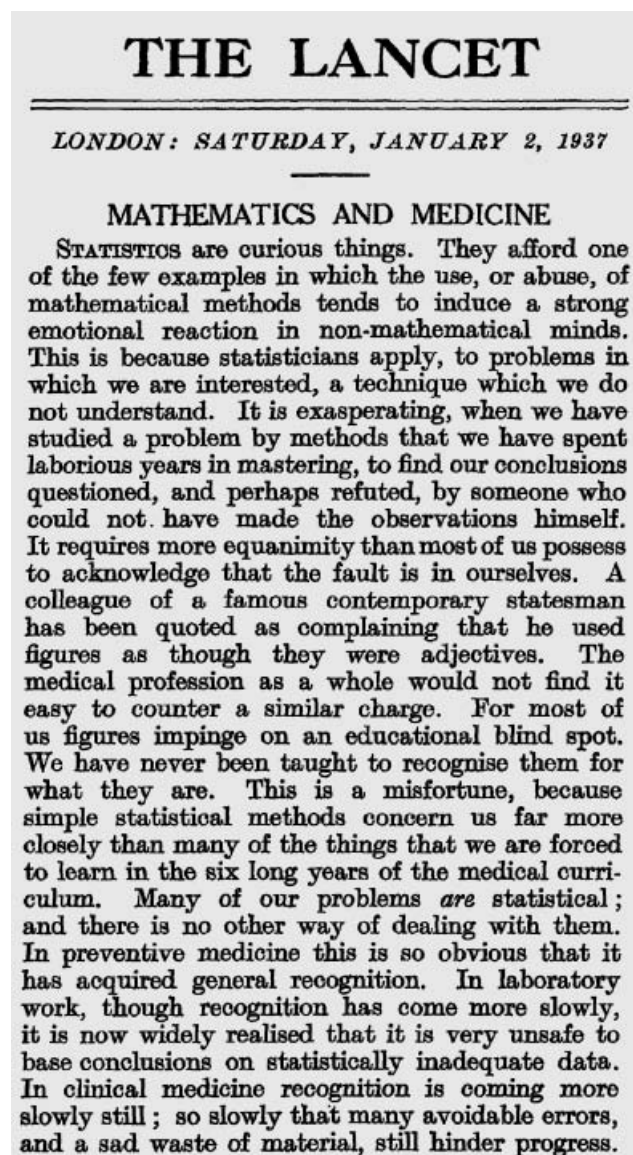 THE LANCET
LONDON: SATURDAY, JANUARY 2, 1937
MATHEMATICS AND MEDICINE
STATISTICS are curious things. They afford one
of the few examples in which the use, or abuse, of
mathematical methods tends to induce a strong
emotional reaction in non-mathematical minds.
This is because statisticians apply, to problems in
which we are interested, a technique which we do
not understand. It is exasperating, when we have
studied a problem by methods that we have spent
laborious years in mastering, to find our conclusions
questioned, and perhaps refuted, by someone who
could not have made the observations himself.
It requires more equanimity than most of us possess
to acknowledge that the fault is in ourselves. A
colleague of a famous contemporary statesman
has been quoted as complaining that he used
figures as though they were adjectives. The
medical profession as a whole would not find it
easy to counter a similar charge. For most of
us figures impinge on an educational blind spot.
We have never been taught to recognise them for
what they are. This is a misfortune, because
simple statistical methods concern us far more
closely than many of the things that we are forced
to learn in the six long years of the medical curri-
culum. Many of our problems are statistical;
and there is no other way of dealing with them.
In preventive medicine this is so obvious that it
has acquired general recognition. In laboratory
work, though recognition has come more slowly,
it is now widely realised that it is very unsafe to
base conclusions on statistically inadequate data.
In clinical medicine recognition is coming more
slowly still; so slowly that many avoidable errors,
and a sad waste of material, still hinder progress.